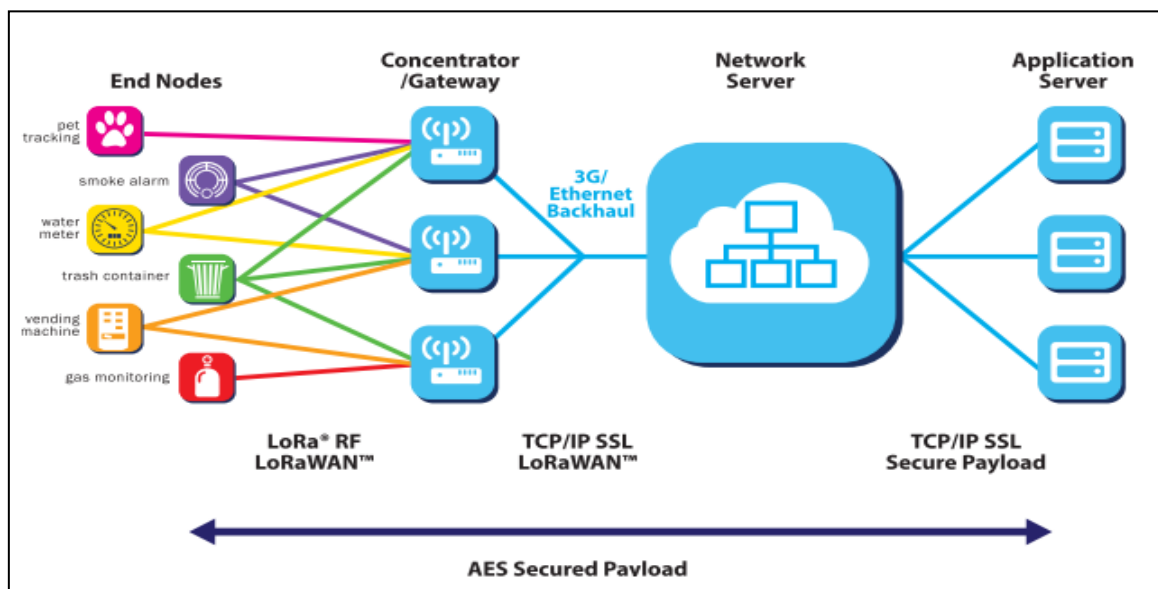 End Nodes
Concentrator
/Gateway
Network
Server
Application
Server
pet
tracking
smoke alarm
water
meter
trash container
vending
machine
gas monitoring
3G/
Ethernet
Backhaul
LoRa® RF
LoRaWAN™
TCP/IP SSL
LoRaWAN™
TCP/IP SSL
Secure Payload
AES Secured Payload